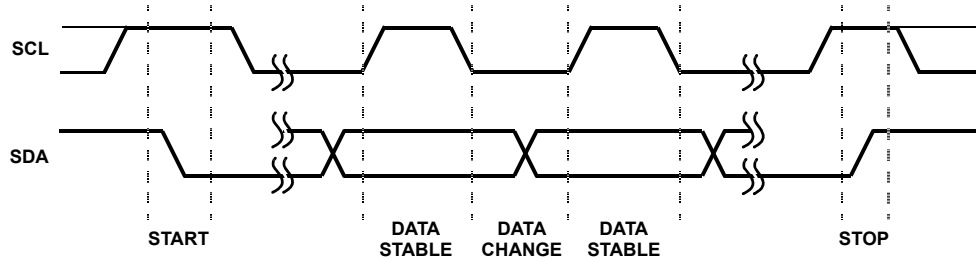 SCL
SDA
START
DATA
STABLE
DATA
CHANGE
DATA
STABLE
STOP